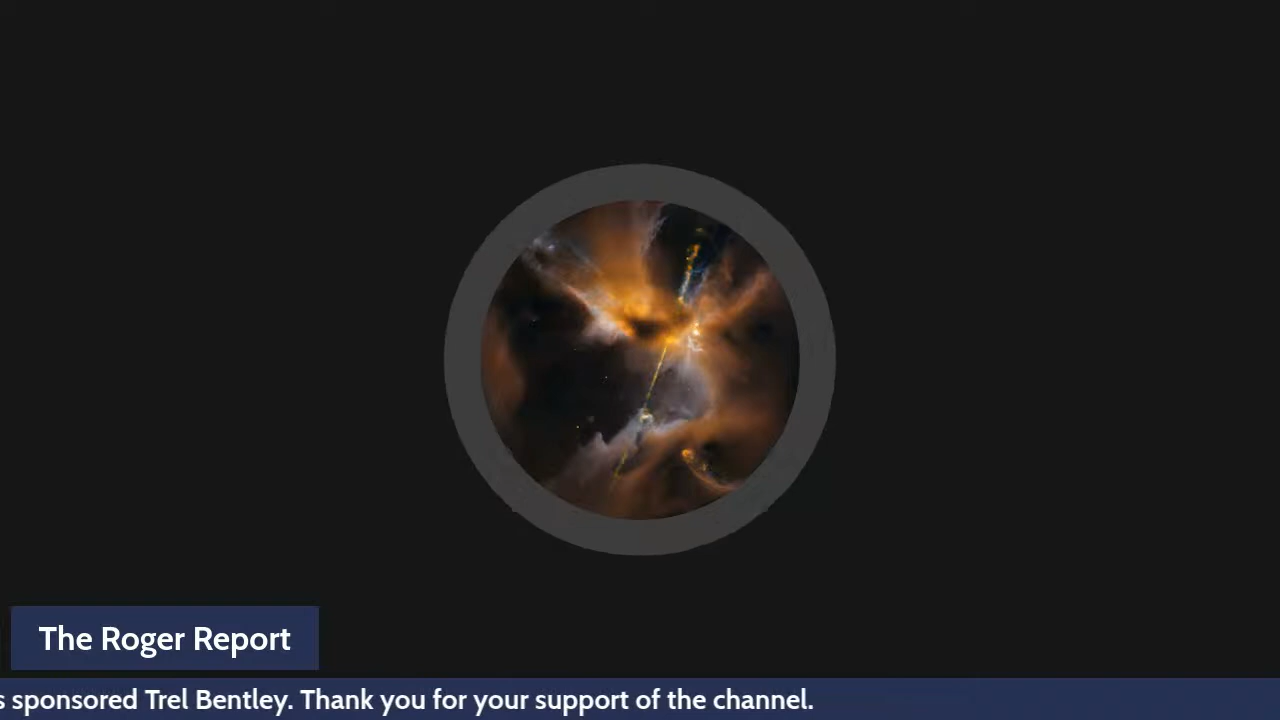 The Roger Report
s sponsored Trel Bentley. Thank you for your support of the channel.